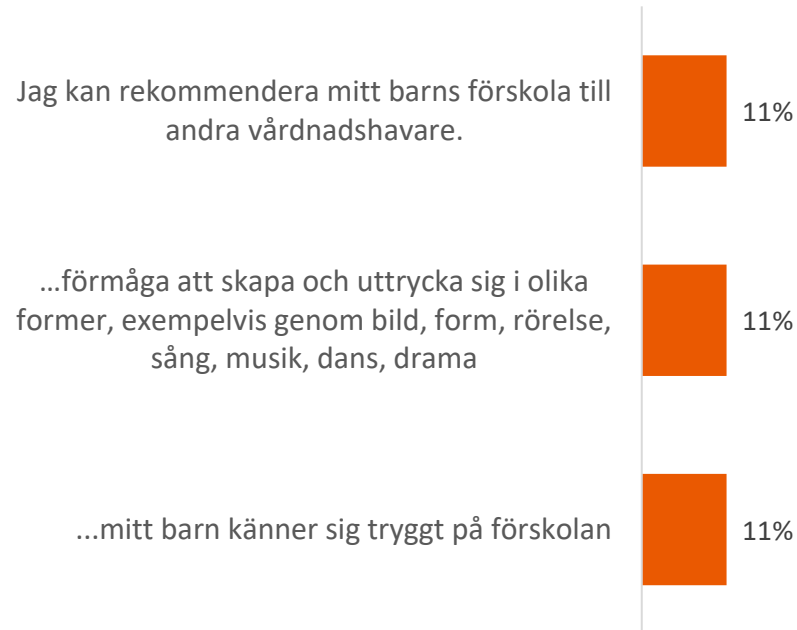 Jag kan rekommendera mitt barns förskola till
andra vårdnadshavare.
11%
…förmåga att skapa och uttrycka sig i olika
former, exempelvis genom bild, form, rörelse,
sång, musik, dans, drama
11%
...mitt barn känner sig tryggt på förskolan
11%